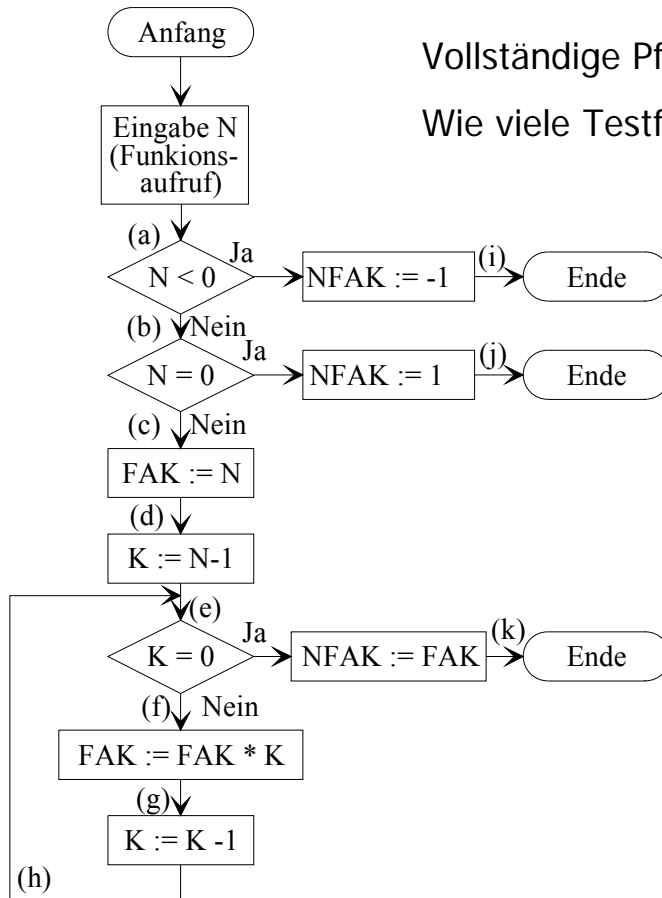 Anfang
Vollständige Pf
Wie viele Testf
Eingabe N
(Funkions-
aufruf)
(a)
Ja
(i)
N < 0
NFAK := -1
Ende
(b)
Nein
Ja
(j)
N = 0
NFAK := 1
Ende
(c)
Nein
FAK := N
(d)
K := N-1
(e)
Ja
(k)
K = 0
NFAK := FAK
Ende
(f)
Nein
FAK := FAK * K
(g)
K := K -1
(h)